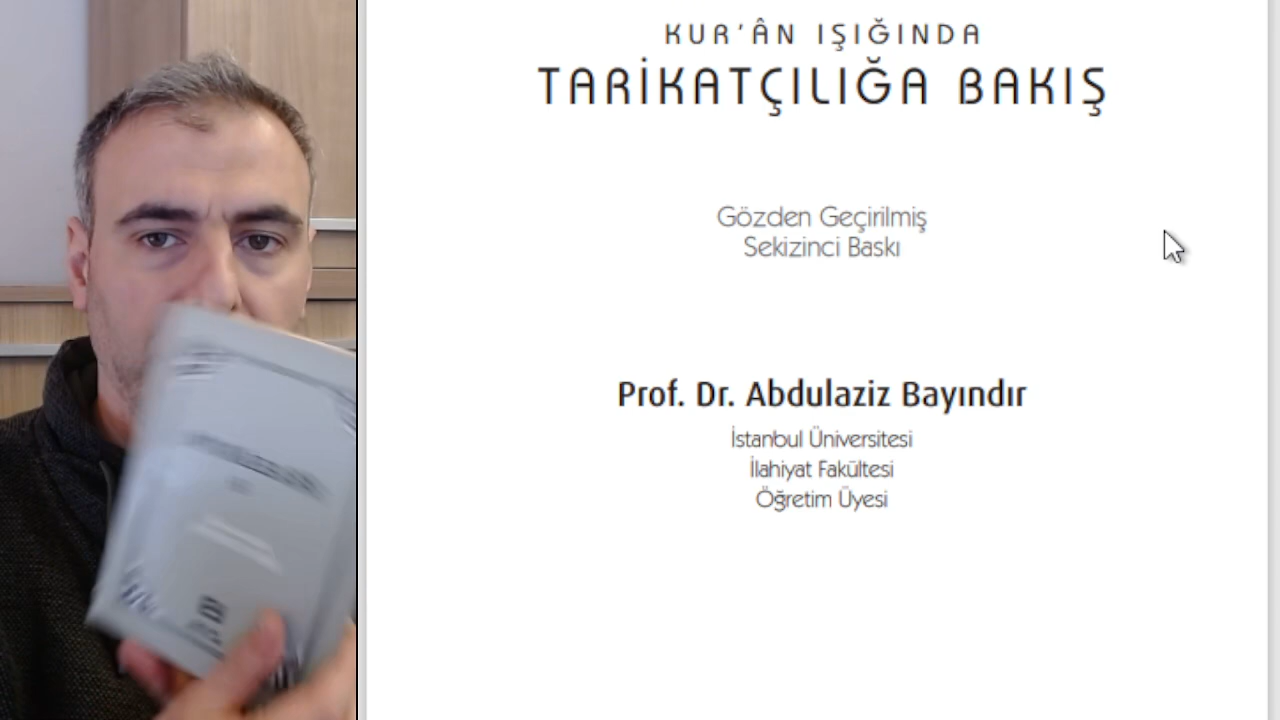 KUR'ÂN IŞIĞINDA
TARİKATÇILIĞA BAKIŞ
Gözden Geçirilmiş
Sekizinci Baskı
Prof. Dr. Abdulaziz Bayındır
İstanbul Üniversitesi
İlahiyat Fakültesi
Öğretim Üyesi